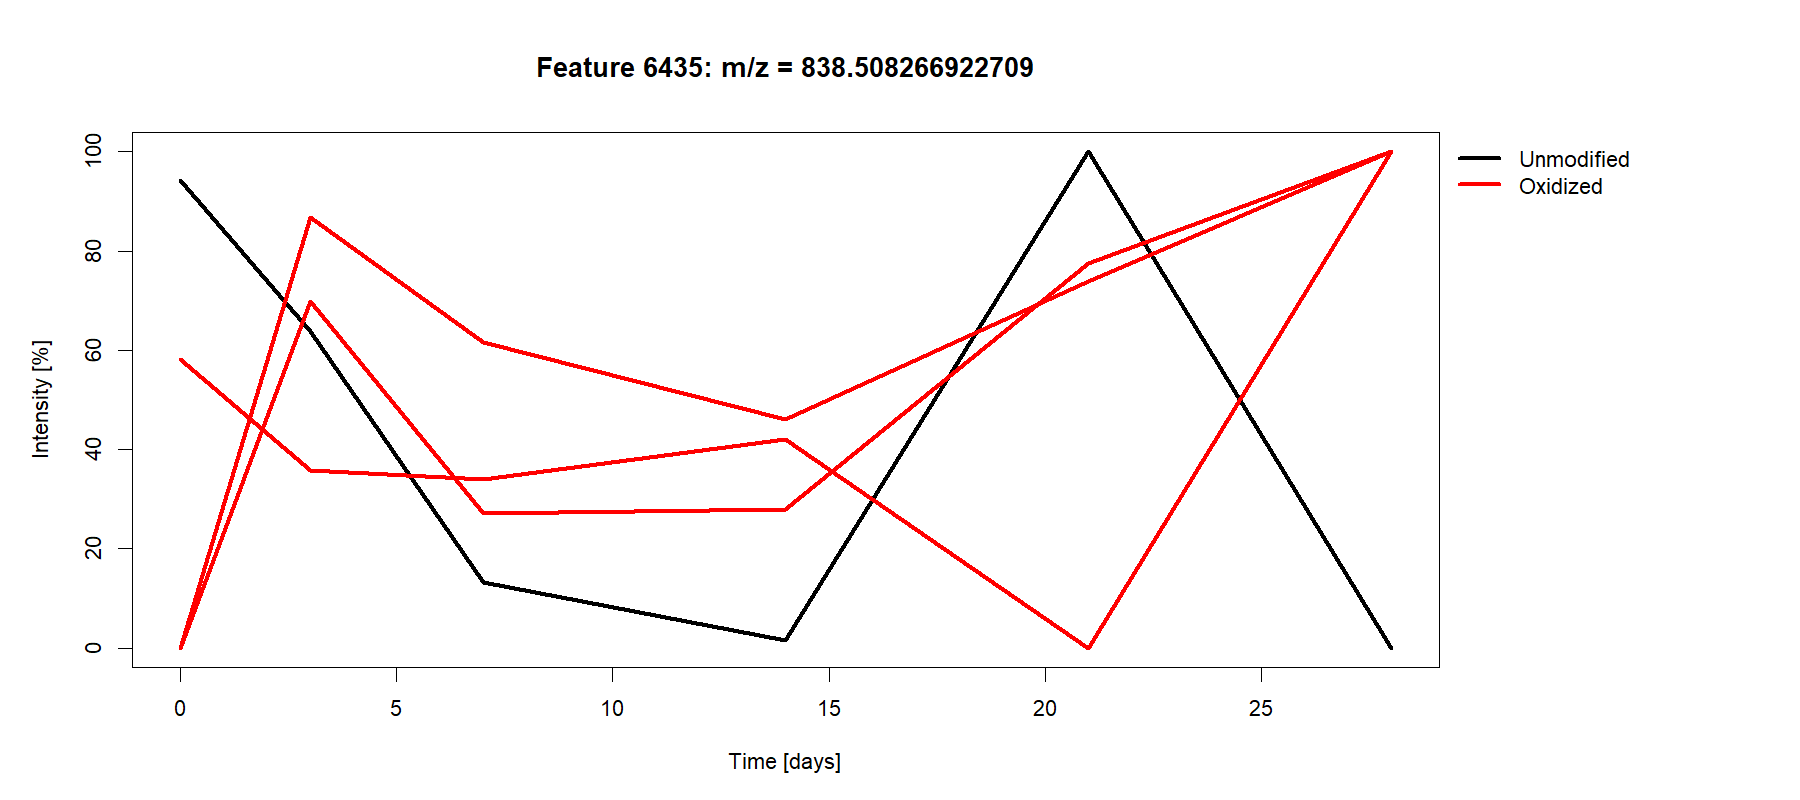 Feature 6435: m/z = 838.508266922709
Unmodified
Oxidized
Intensity [%]
100
80
60
40
20
0
0 5 10 15 20 25
Time [days]